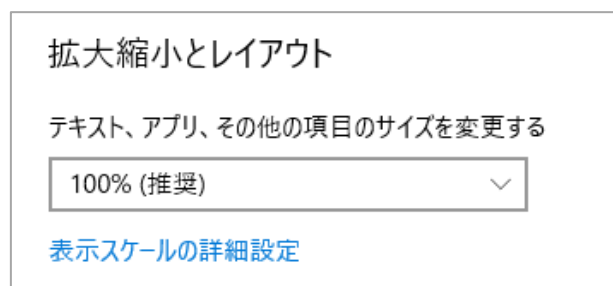 拡大縮小とレイアウト
テキスト、アプリ、その他の項目のサイズを変更する
100% (推奨)
表示スケールの詳細設定